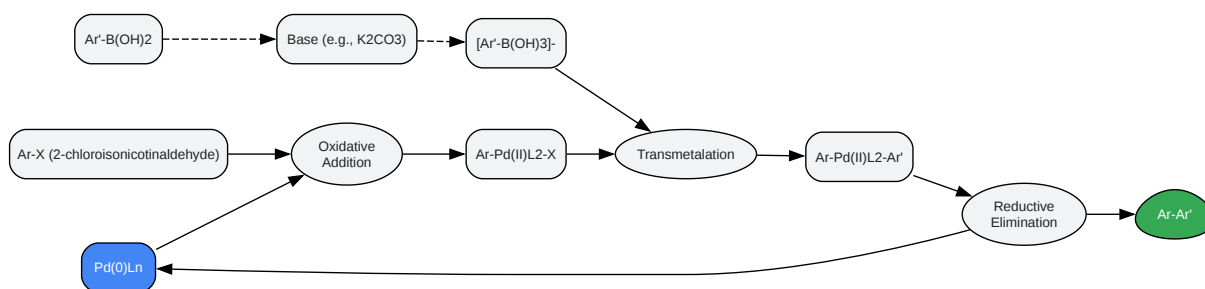 Ar'-B(OH)2
Base (e.g., K2CO3)
[Ar'-B(OH)3]-
Ar-X (2-chloroisonicotinaldehyde)
Oxidative
Addition
Ar-Pd(II)L2-X
Transmetalation
Ar-Pd(II)L2-Ar'
Reductive
Elimination
Ar-Ar'
Pd(0)Ln